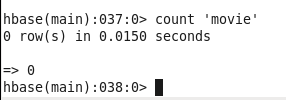 hbase(main):037:0> count 'movie'
0 row(s) in 0.0150 seconds
=> 0
hbase(main):038:0>